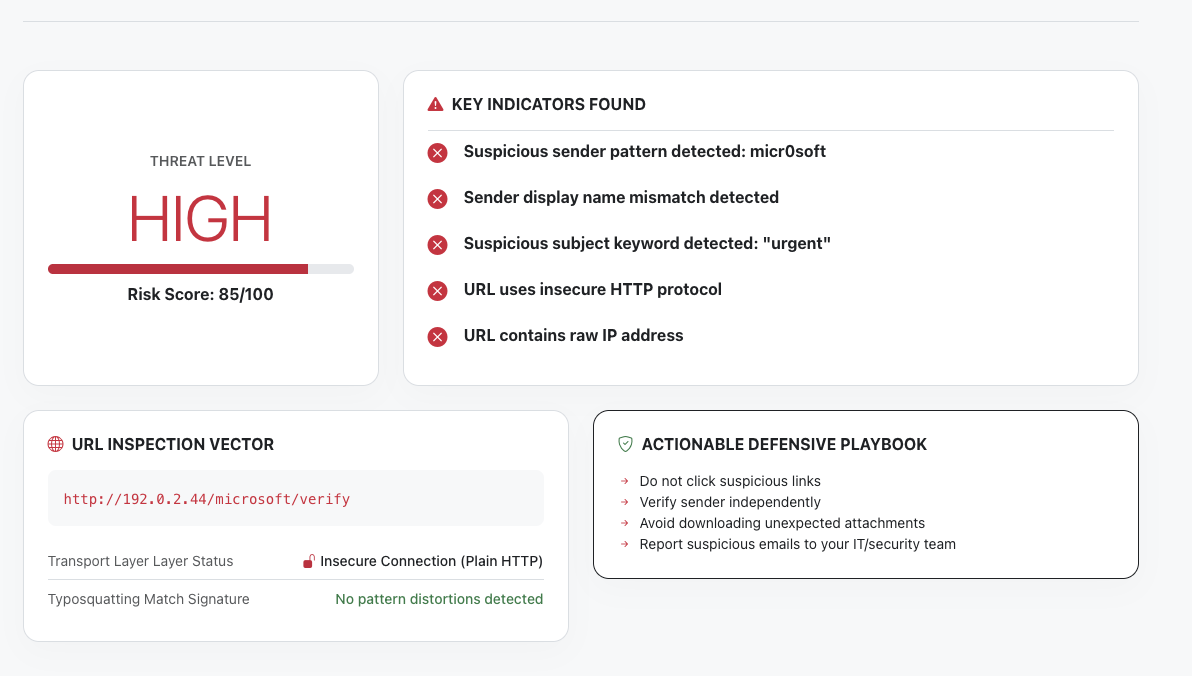 THREAT LEVEL
HIGH
Risk Score: 85/100
KEY INDICATORS FOUND
Suspicious sender pattern detected: micr0soft
Sender display name mismatch detected
Suspicious subject keyword detected: "urgent"
URL uses insecure HTTP protocol
URL contains raw IP address
URL INSPECTION VECTOR
http://192.0.2.44/microsoft/verify
Transport Layer Layer Status Insecure Connection (Plain HTTP)
Typosquatting Match Signature No pattern distortions detected
ACTIONABLE DEFENSIVE PLAYBOOK
→ Do not click suspicious links
→ Verify sender independently
→ Avoid downloading unexpected attachments
→ Report suspicious emails to your IT/security team